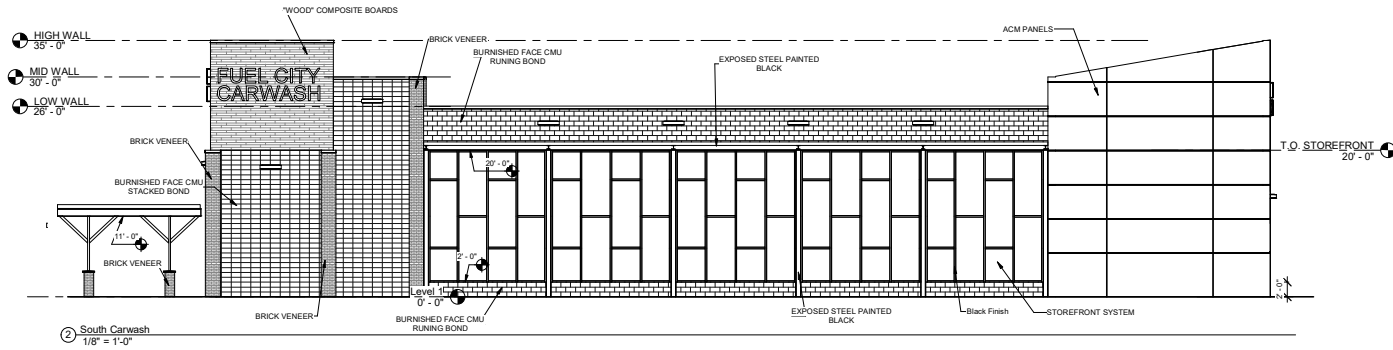 "WOOD" COMPOSITE BOARDS
HIGH WALL
35' - 0"
BRICK VENEER
BURNISHED FACE CMU
RUNING BOND
ACM PANELS
EXPOSED STEEL PAINTED
BLACK
MID WALL
30' - 0"
FUEL CITY
CARWASH
LOW WALL
26' - 0"
BRICK VENEER
T.O. STOREFRONT
20' - 0"
20' - 0"
BURNISHED FACE CMU
STACKED BOND
11' - 0"
BRICK VENEER
2' - 0"
Level 1
0' - 0"
2' - 0"
BRICK VENEER
BURNISHED FACE CMU
RUNING BOND
EXPOSED STEEL PAINTED
BLACK
Black Finish
STOREFRONT SYSTEM
2
South Carwash
1/8" = 1'-0"